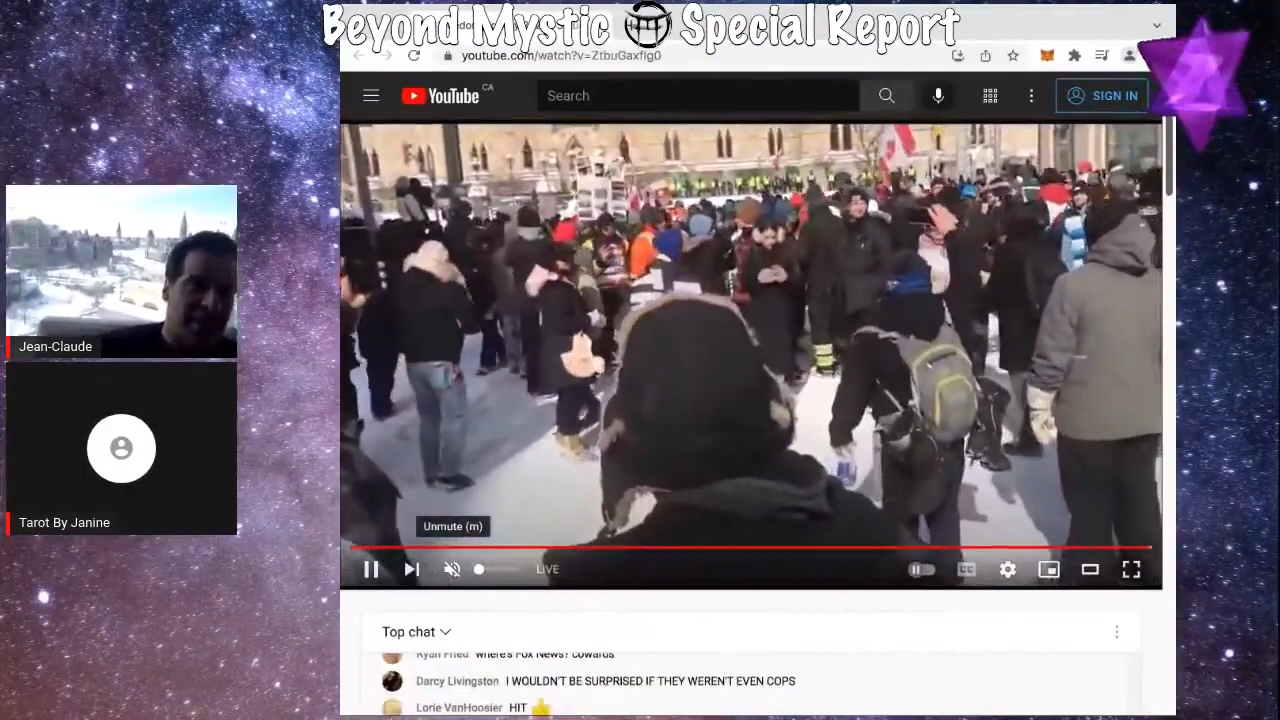 Beyond Mystic Special Report
youtube.com/watch?v=ZtbuGaxfIg0
YouTube CA
Search
SIGN IN
Jean-Claude
Tarot By Janine
Unmute (m)
LIVE
CC
Top chat
Ryan Fried where's Fox News? cowards
Darcy Livingston I WOULDN'T BE SURPRISED IF THEY WEREN'T EVEN COPS
Lorie VanHoosier HIT 👍